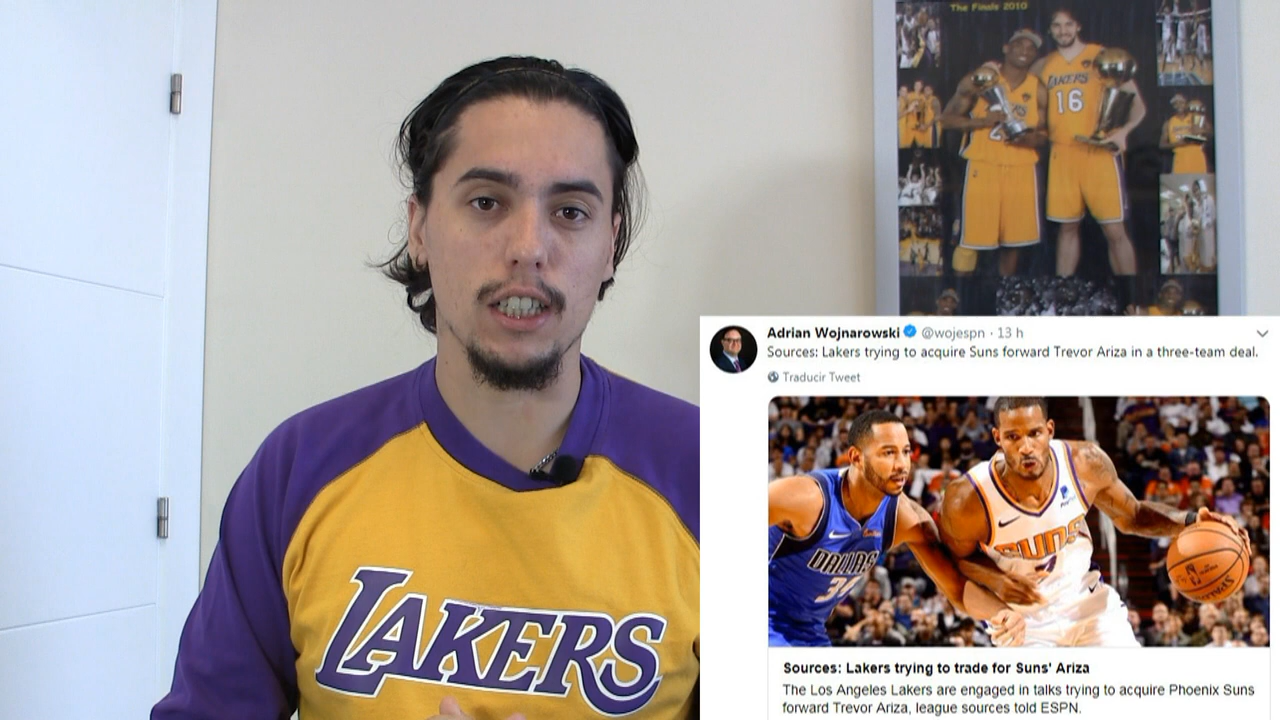 The Finals 2010
LAKERS
16
LAKERS
Adrian Wojnarowski @wojespn · 13 h
Sources: Lakers trying to acquire Suns forward Trevor Ariza in a three-team deal.
Traducir Tweet
DALLAS
SUNS
Sources: Lakers trying to trade for Suns' Ariza
The Los Angeles Lakers are engaged in talks trying to acquire Phoenix Suns
forward Trevor Ariza, league sources told ESPN.